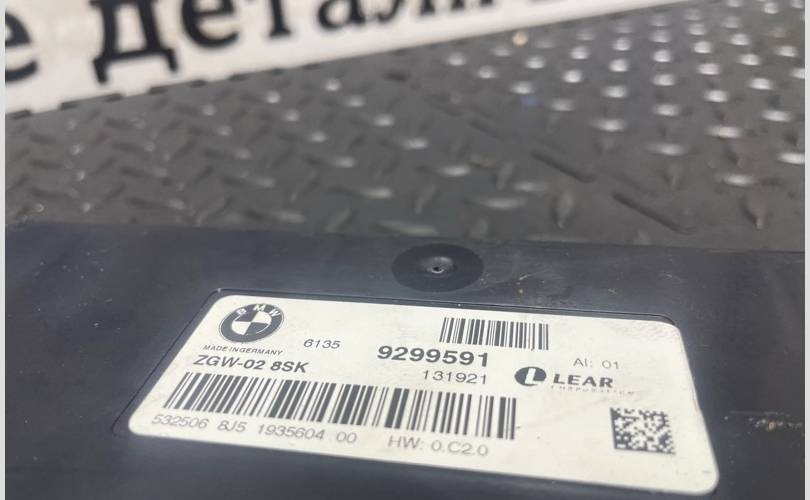 е детали
BMW
MADE IN GERMANY
6135 9299591 AI: 01
ZGW-02 8SK 131921 LEAR
CORPORATION
532506 8J5 1935604 00 HW: 0.C2.0